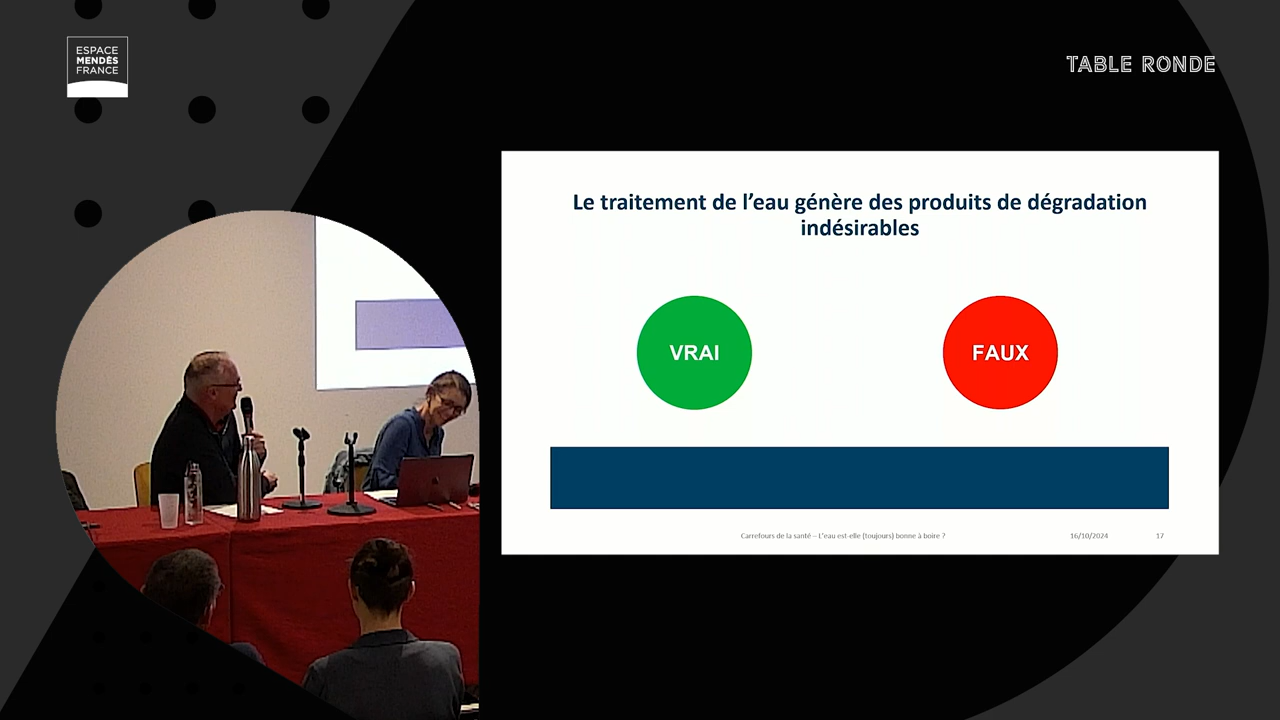 ESPACE
MENDÈS
FRANCE
TABLE RONDE
Le traitement de l'eau génère des produits de dégradation
indésirables
VRAI
FAUX
Carrefours de la santé – L'eau est-elle (toujours) bonne à boire ?
16/10/2024
17